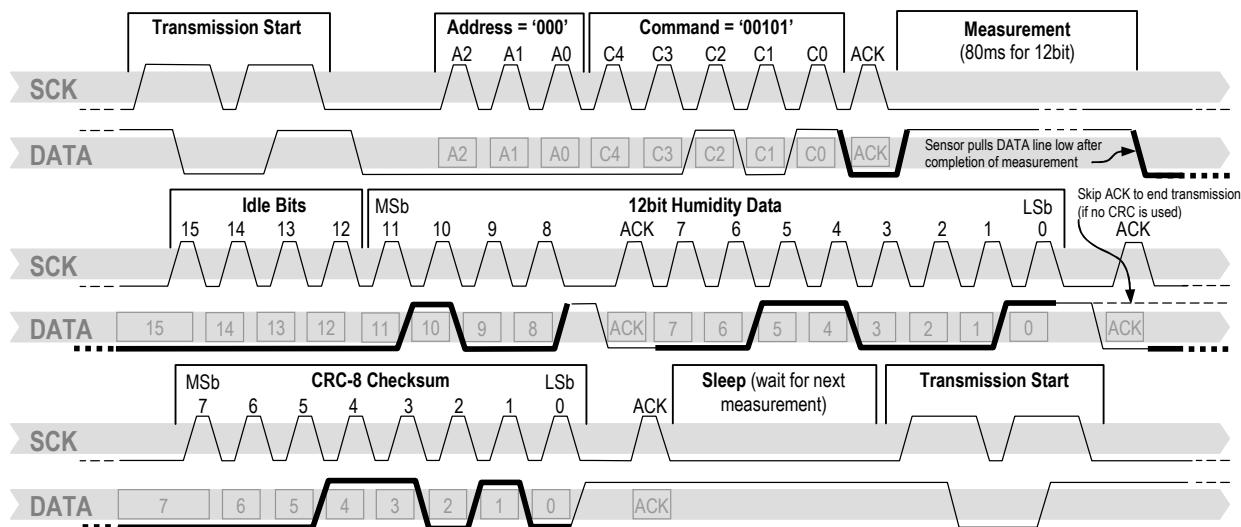 Transmission Start
Address = ‘000’
Command = ‘00101’
Measurement
(80ms for 12bit)
A2 A1 A0 C4 C3 C2 C1 C0 ACK
SCK
DATA
A2 A1 A0 C4 C3 C2 C1 C0 ACK
Sensor pulls DATA line low after
completion of measurement
Skip ACK to end transmission
(if no CRC is used)
Idle Bits
MSb
12bit Humidity Data
LSb
15 14 13 12 11 10 9 8 ACK 7 6 5 4 3 2 1 0 ACK
SCK
DATA
15 14 13 12 11 10 9 8 ACK 7 6 5 4 3 2 1 0 ACK
MSb
CRC-8 Checksum
LSb
Sleep (wait for next
measurement)
Transmission Start
7 6 5 4 3 2 1 0 ACK
SCK
DATA
7 6 5 4 3 2 1 0 ACK